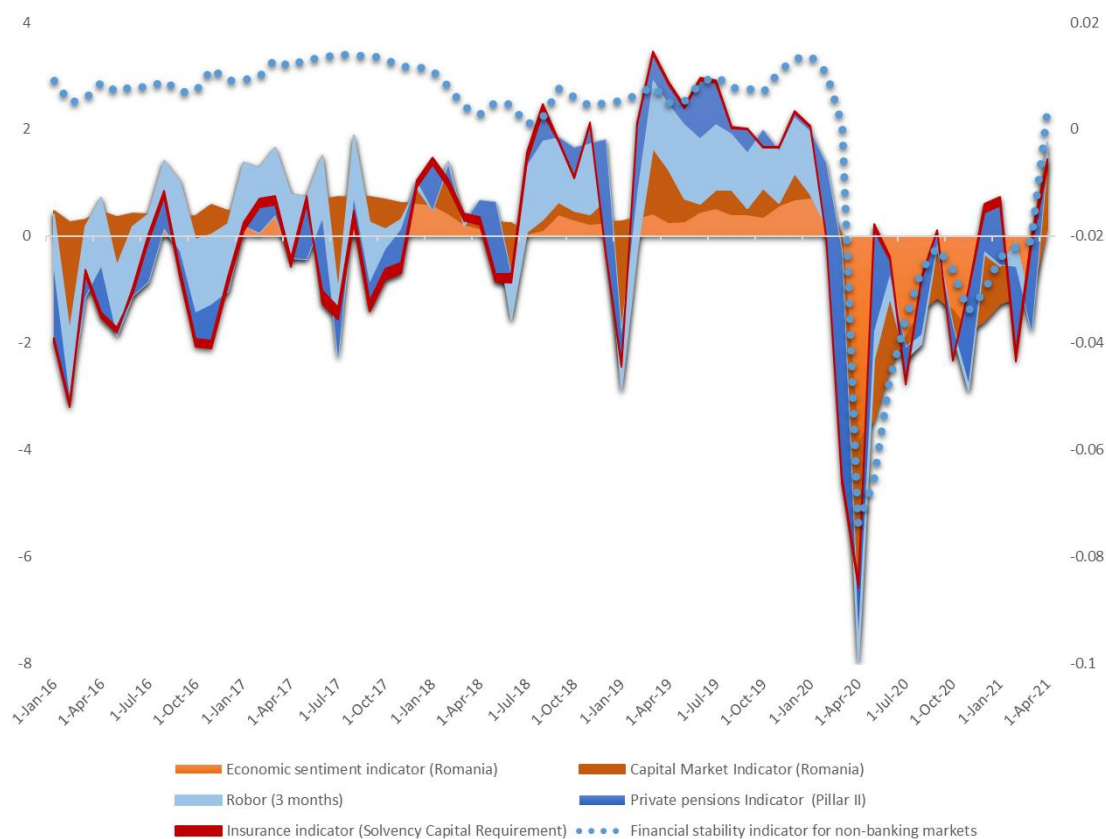 4
2
0
-2
-4
-6
-8
0.02
0
-0.02
-0.04
-0.06
-0.08
-0.1
1-Jan-16
1-Apr-16
1-Jul-16
1-Oct-16
1-Jan-17
1-Apr-17
1-Jul-17
1-Oct-17
1-Jan-18
1-Apr-18
1-Jul-18
1-Oct-18
1-Jan-19
1-Apr-19
1-Jul-19
1-Oct-19
1-Jan-20
1-Apr-20
1-Jul-20
1-Oct-20
1-Jan-21
1-Apr-21
Economic sentiment indicator (Romania)
Capital Market Indicator (Romania)
Robor (3 months)
Private pensions Indicator (Pillar II)
Insurance indicator (Solvency Capital Requirement)
Financial stability indicator for non-banking markets